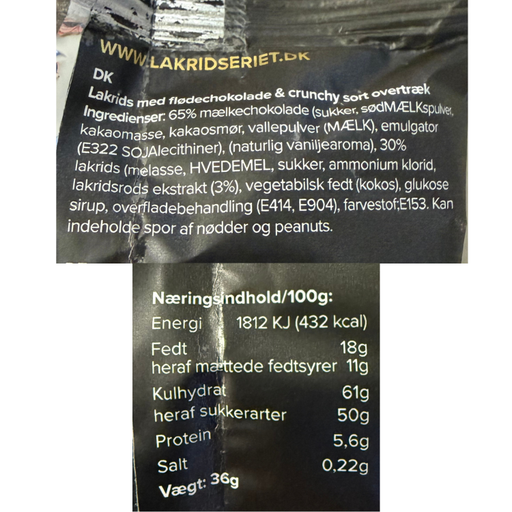 WWW.LAKRIDSERIET.DK
DK
Lakrids med flødechokolade & crunchy sort overtræk
Ingredienser: 65% mælkechokolade (sukker, sødMÆLKspulver,
kakaomasse, kakaosmør, vallepulver (MÆLK), emulgator
(E322 SOJAlecithiner), (naturlig vaniljearoma), 30%
lakrids (melasse, HVEDEMEL, sukker, ammonium klorid,
lakridsrods ekstrakt (3%), vegetabilsk fedt (kokos), glukose
sirup, overfladebehandling (E414, E904), farvestof:E153. Kan
indeholde spor af nødder og peanuts.
Næringsindhold/100g:
Energi 1812 KJ (432 kcal)
Fedt 18g
heraf mættede fedtsyrer 11g
Kulhydrat 61g
heraf sukkerarter 50g
Protein 5,6g
Salt 0,22g
Vægt: 36g